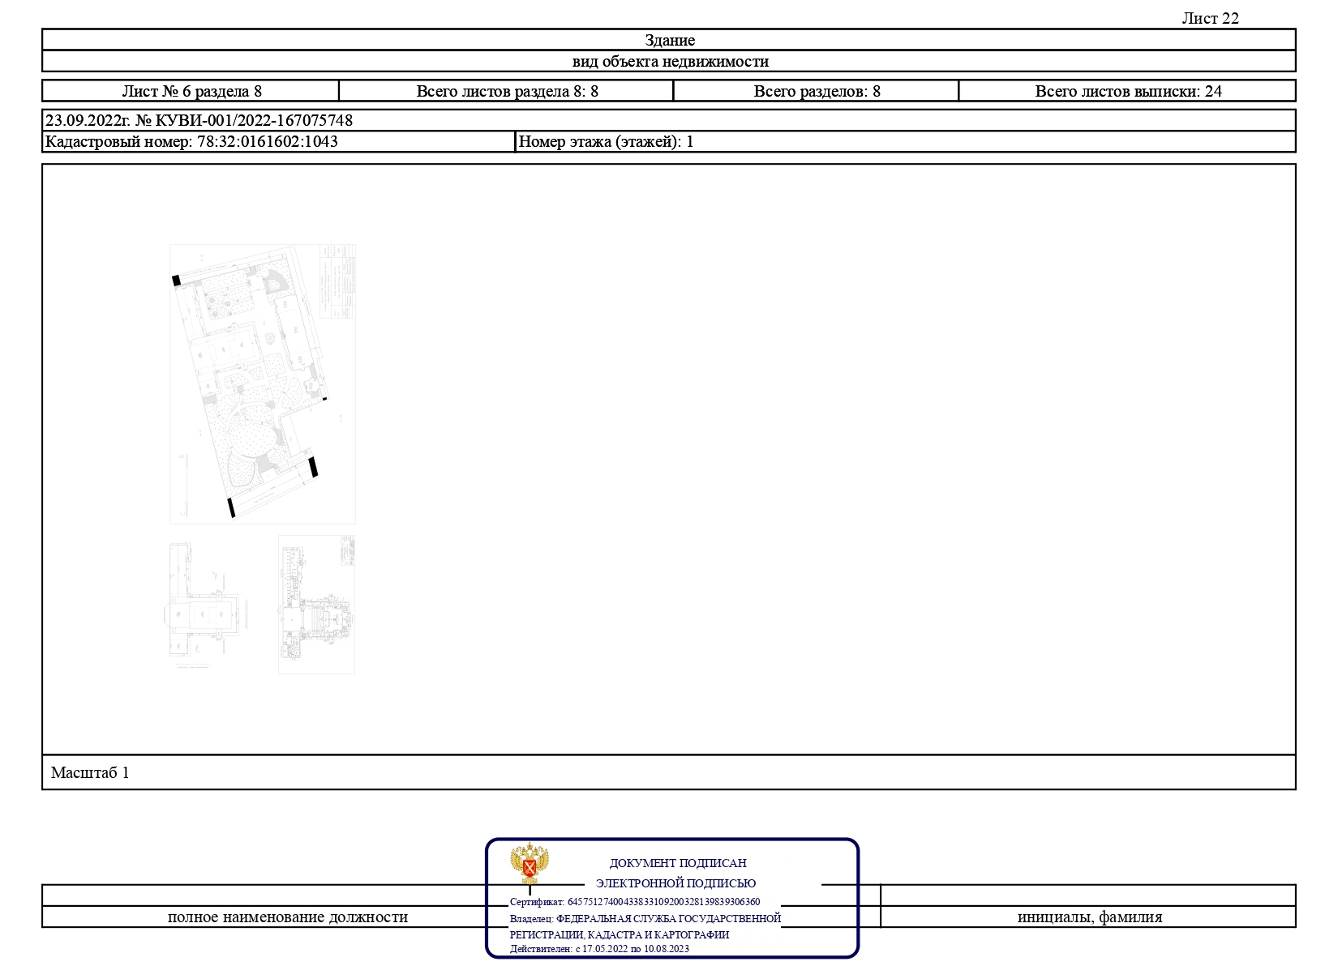 Лист 22
Здание
вид объекта недвижимости
Лист № 6 раздела 8 Всего листов раздела 8: 8 Всего разделов: 8 Всего листов выписки: 24
23.09.2022г. № КУВИ-001/2022-167075748
Кадастровый номер: 78:32:0161602:1043 Номер этажа (этажей): 1
Масштаб 1
ДОКУМЕНТ ПОДПИСАН
ЭЛЕКТРОННОЙ ПОДПИСЬЮ
Сертификат: 645751274004338331092003281398393​06360
Владелец: ФЕДЕРАЛЬНАЯ СЛУЖБА ГОСУДАРСТВЕННОЙ
РЕГИСТРАЦИИ, КАДАСТРА И КАРТОГРАФИИ
Действителен: с 17.05.2022 по 10.08.2023
полное наименование должности инициалы, фамилия